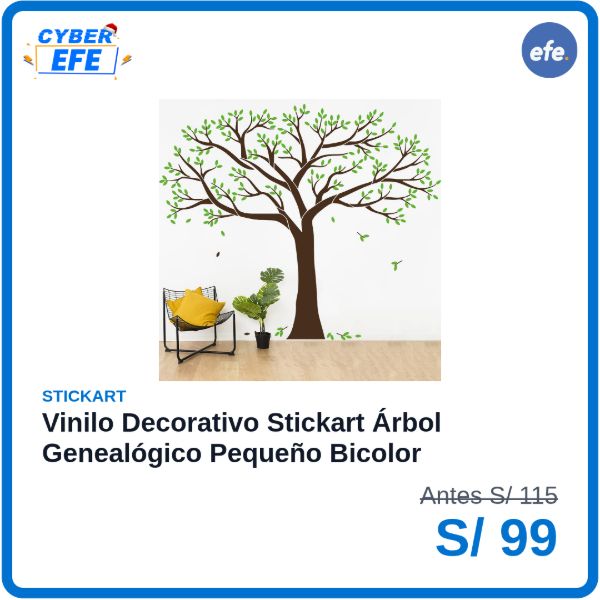 CYBER
EFE
efe.
STICKART
Vinilo Decorativo Stickart Árbol
Genealógico Pequeño Bicolor
Antes S/ 115
S/ 99